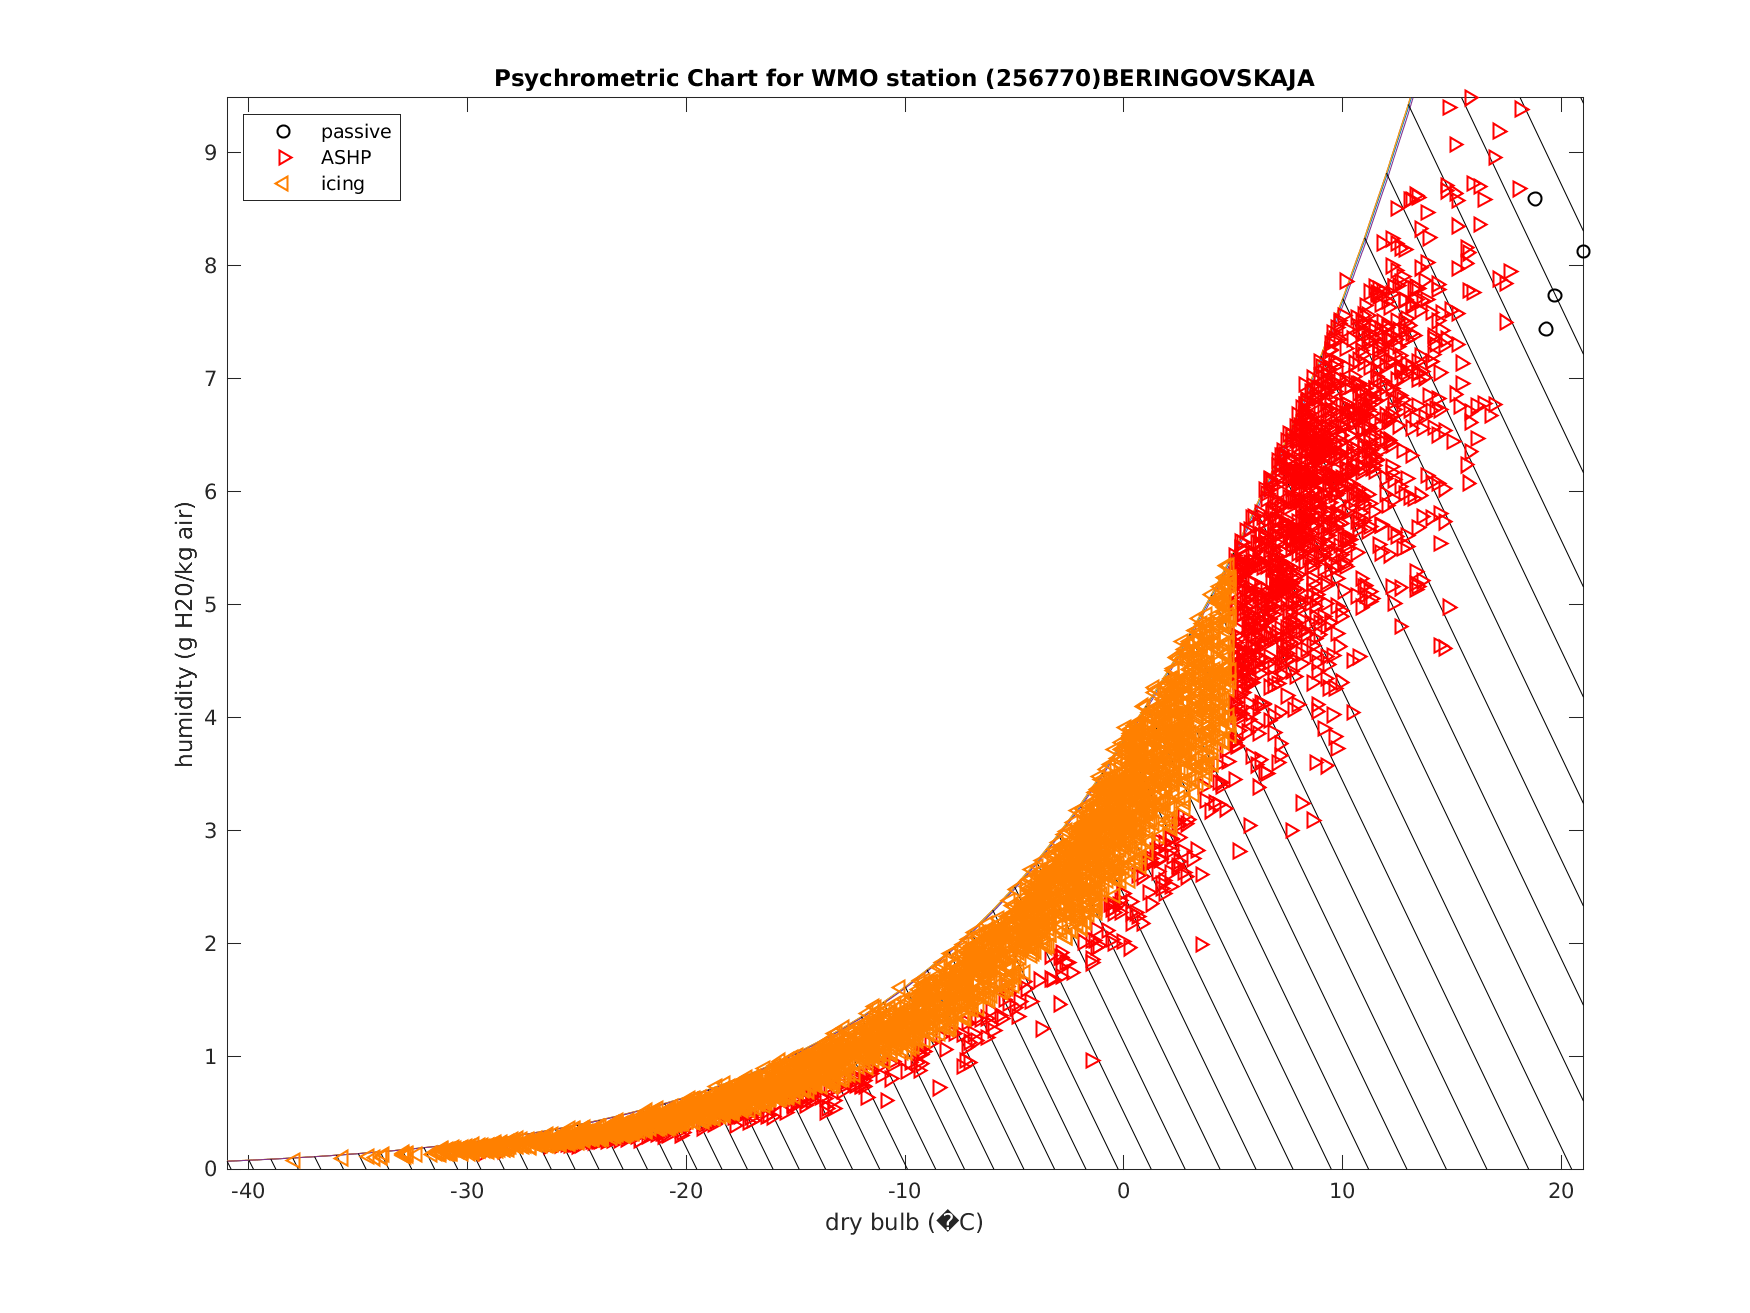 Psychrometric Chart for WMO station (256770)BERINGOVSKAJA
passive
ASHP
icing
9
8
7
6
5
4
3
2
1
0
humidity (g H20/kg air)
-40 -30 -20 -10 0 10 20
dry bulb (�C)